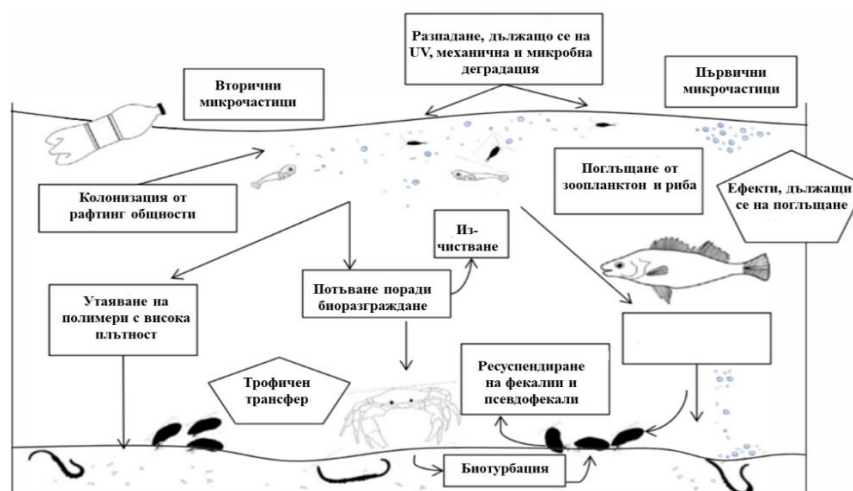 Разпадане, дължащо се на
UV, механична и микробна
деградация
Вторични
микрочастици
Първични
микрочастици
Колонизация от
рафтинг общности
Поглъщане от
зоопланктон и риба
Ефекти, дължащи
се на поглъщане
Из-
чистване
Утаяване на
полимери с висока
плътност
Потъване поради
биоразграждане
Трофичен
трансфер
Ресуспендиране
на фекалии и
псевдофекали
Биотурбация